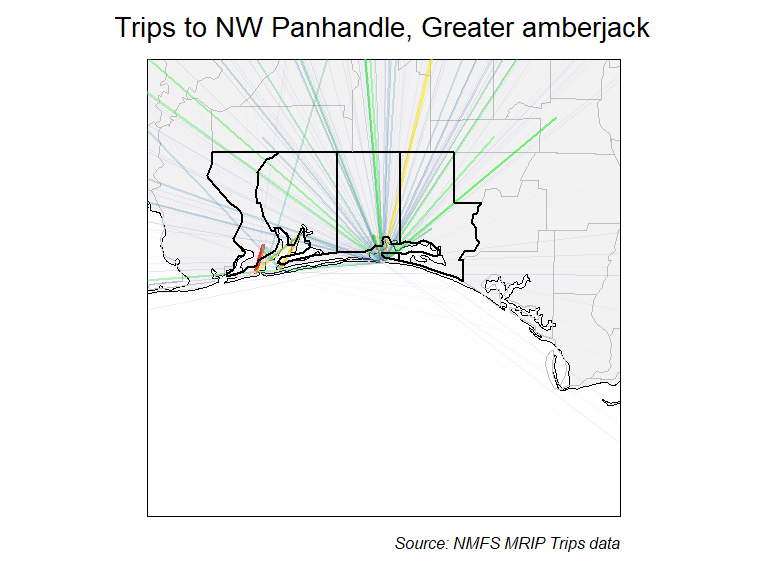 Trips to NW Panhandle, Greater amberjack
Source: NMFS MRIP Trips data